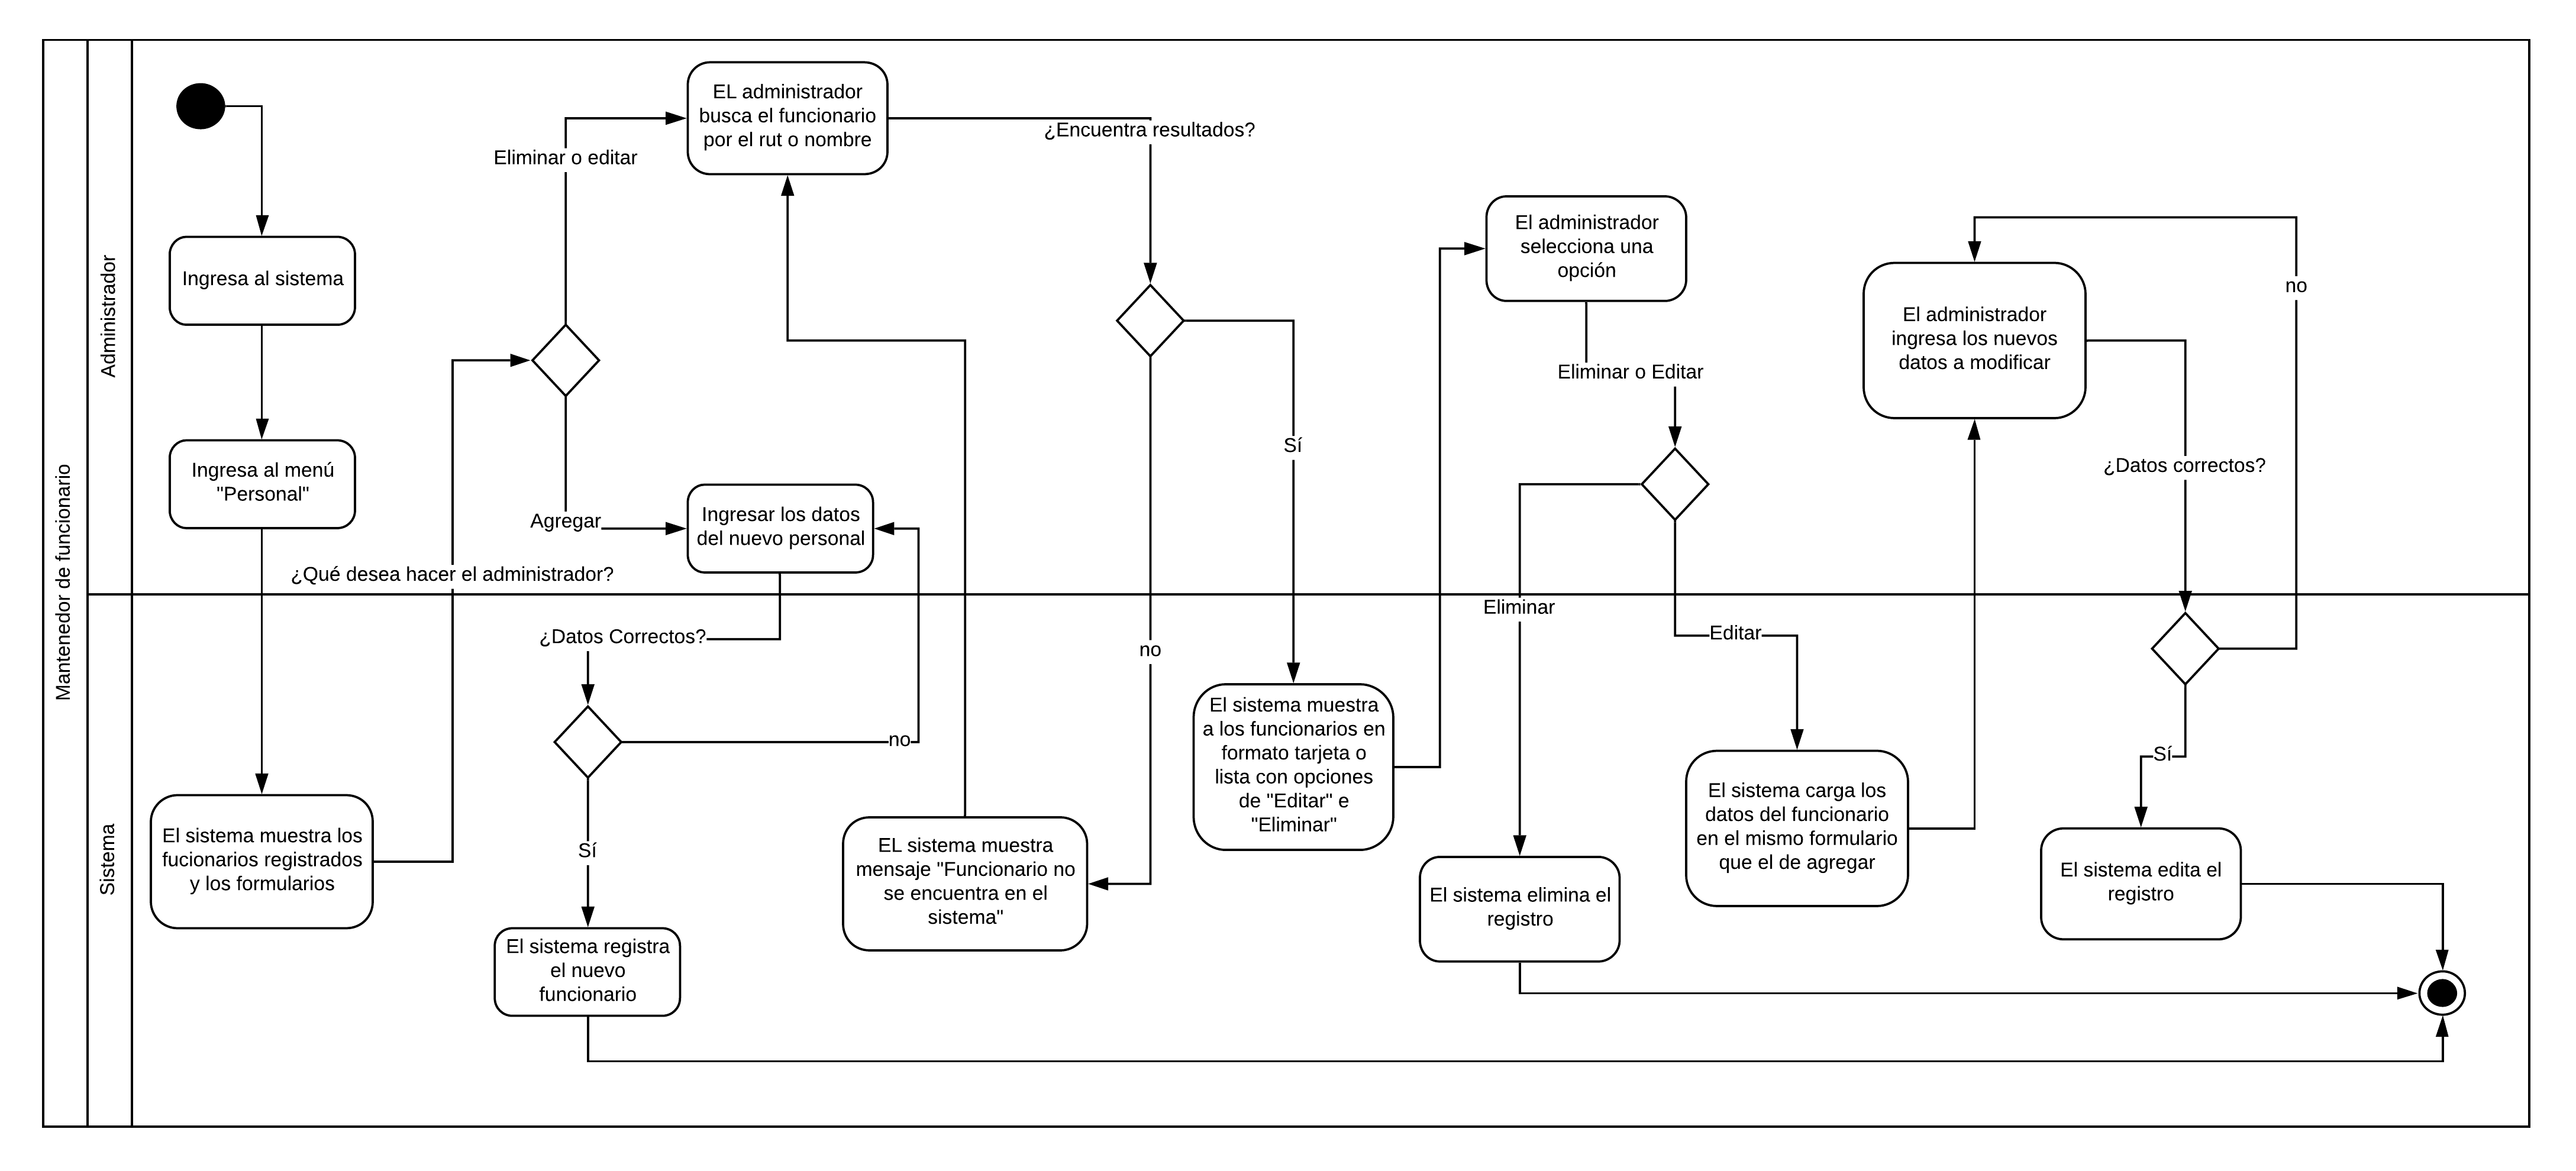 Mantenedor de funcionario
Administrador
Sistema
Ingresa al sistema
Ingresa al menú
"Personal"
El sistema muestra los
fucionarios registrados
y los formularios
¿Qué desea hacer el administrador?
Eliminar o editar
Agregar
EL administrador
busca el funcionario
por el rut o nombre
Ingresar los datos
del nuevo personal
¿Datos Correctos?
no
Sí
El sistema registra
el nuevo
funcionario
¿Encuentra resultados?
no
EL sistema muestra
mensaje "Funcionario no
se encuentra en el
sistema"
Sí
El sistema muestra
a los funcionarios en
formato tarjeta o
lista con opciones
de "Editar" e
"Eliminar"
El administrador
selecciona una
opción
Eliminar o Editar
Eliminar
El sistema elimina el
registro
Editar
El sistema carga los
datos del funcionario
en el mismo formulario
que el de agregar
El administrador
ingresa los nuevos
datos a modificar
¿Datos correctos?
no
Sí
El sistema edita el
registro